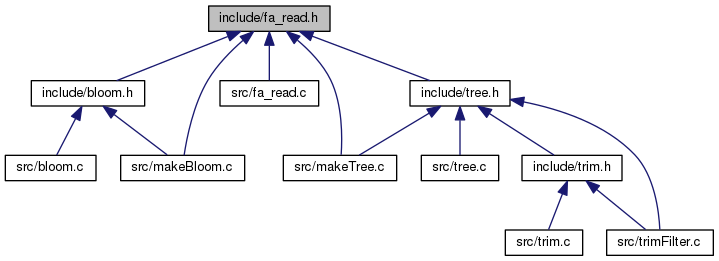 include/fa_read.h
include/bloom.h
src/fa_read.c
include/tree.h
src/bloom.c
src/makeBloom.c
src/makeTree.c
src/tree.c
include/trim.h
src/trim.c
src/trimFilter.c